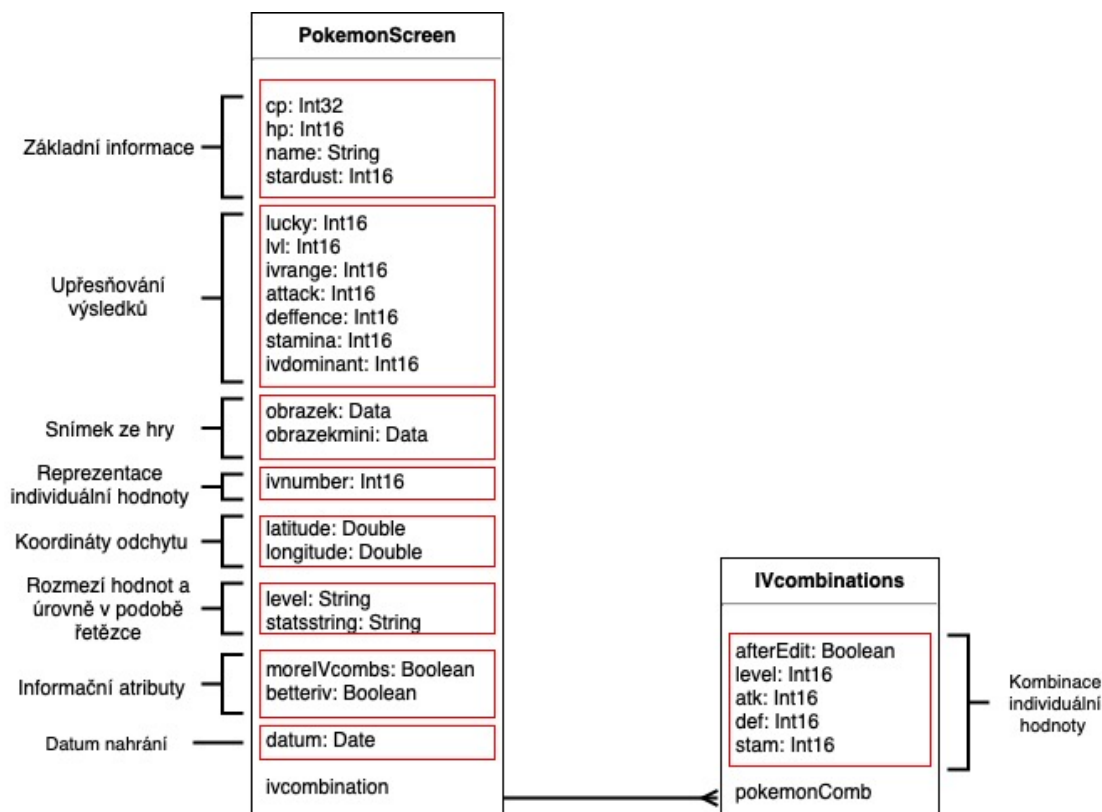 PokemonScreen
Základní informace
cp: Int32
hp: Int16
name: String
stardust: Int16
Upřesňování
výsledků
lucky: Int16
lvl: Int16
ivrange: Int16
attack: Int16
deffence: Int16
stamina: Int16
ivdominant: Int16
Snímek ze hry
obrazek: Data
obrazekmini: Data
Reprezentace
individuální hodnoty
ivnumber: Int16
Koordináty odchytu
latitude: Double
longitude: Double
Rozmezí hodnot a
úrovně v podobě
řetězce
level: String
statsstring: String
Informační atributy
moreIVcombs: Boolean
betteriv: Boolean
Datum nahrání
datum: Date
ivcombination
IVcombinations
afterEdit: Boolean
level: Int16
atk: Int16
def: Int16
stam: Int16
Kombinace
individuální
hodnoty
pokemonComb